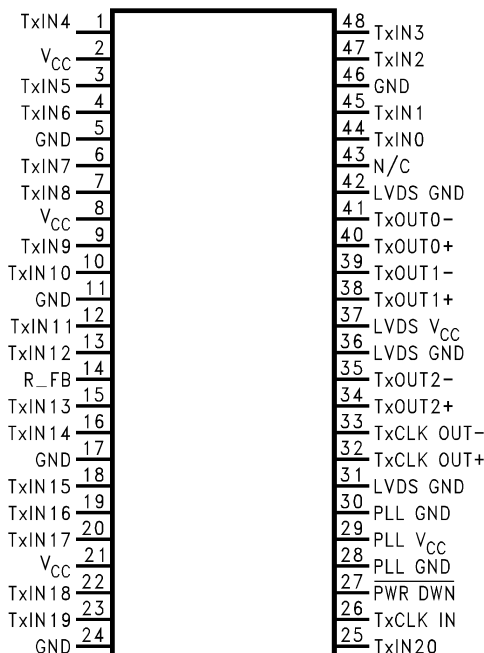 TxIN4 1 48 TxIN3
VCC 2 47 TxIN2
TxIN5 3 46 GND
TxIN6 4 45 TxIN1
GND 5 44 TxIN0
TxIN7 6 43 N/C
TxIN8 7 42 LVDS GND
VCC 8 41 TxOUT0-
TxIN9 9 40 TxOUT0+
TxIN10 10 39 TxOUT1-
GND 11 38 TxOUT1+
TxIN11 12 37 LVDS VCC
TxIN12 13 36 LVDS GND
R_FB 14 35 TxOUT2-
TxIN13 15 34 TxOUT2+
TxIN14 16 33 TxCLK OUT-
GND 17 32 TxCLK OUT+
TxIN15 18 31 LVDS GND
TxIN16 19 30 PLL GND
TxIN17 20 29 PLL VCC
VCC 21 28 PLL GND
TxIN18 22 27 PWR DWN
TxIN19 23 26 TxCLK IN
GND 24 25 TxIN20